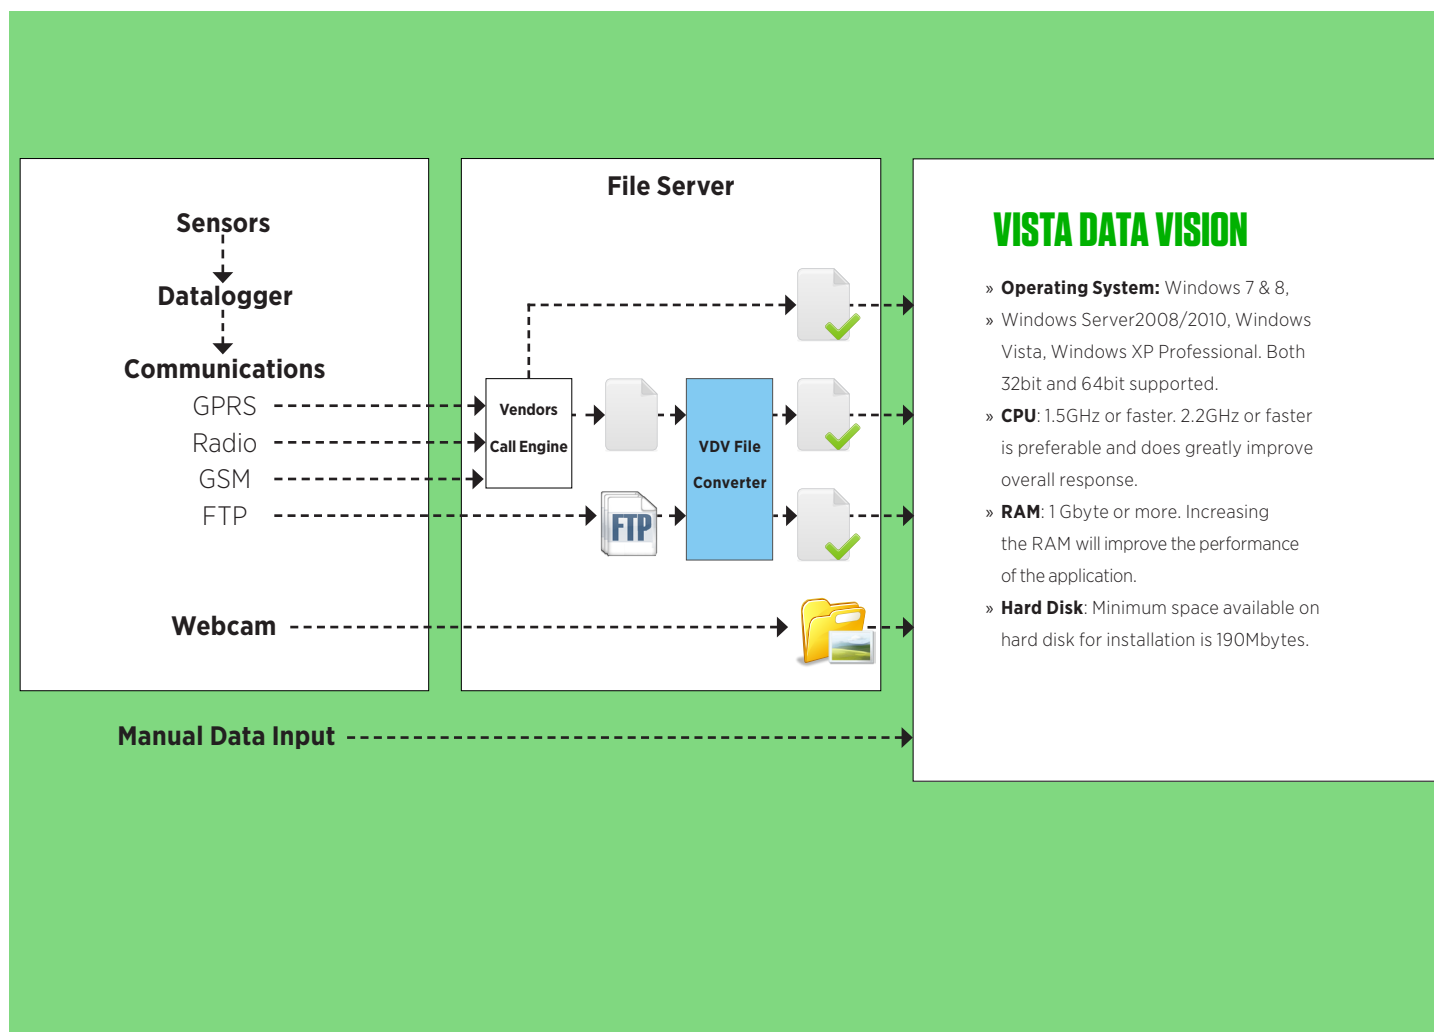 Sensors
Datalogger
Communications
GPRS
Radio
GSM
FTP
Webcam
Manual Data Input
File Server
Vendors
Call Engine
FTP
VDV File
Converter
VISTA DATA VISION
» Operating System: Windows 7 & 8,
» Windows Server2008/2010, Windows
Vista, Windows XP Professional. Both
32bit and 64bit supported.
» CPU: 1.5GHz or faster. 2.2GHz or faster
is preferable and does greatly improve
overall response.
» RAM: 1 Gbyte or more. Increasing
the RAM will improve the performance
of the application.
» Hard Disk: Minimum space available on
hard disk for installation is 190Mbytes.